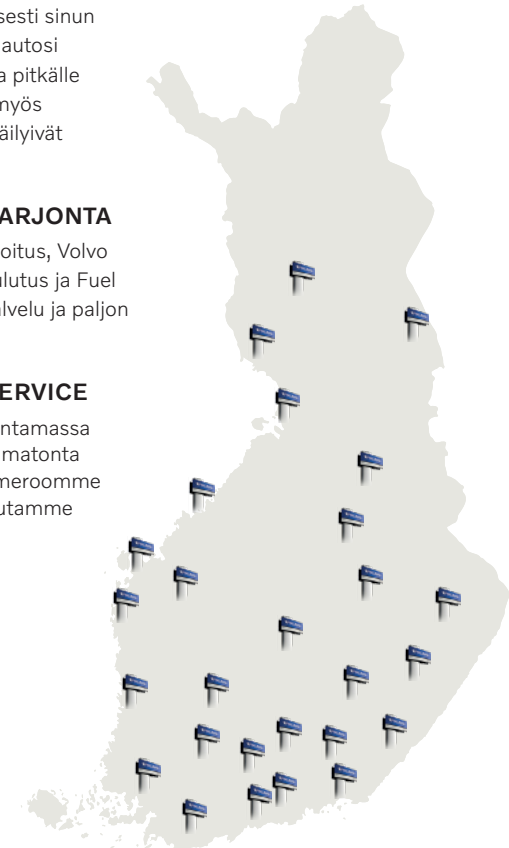 sesti sinun
autosi
a pitkälle
myös
äilyivät
ARJONTA
oitus, Volvo
ulutus ja Fuel
alvelu ja paljon
ERVICE
ntamassa
matonta
meroomme
utamme